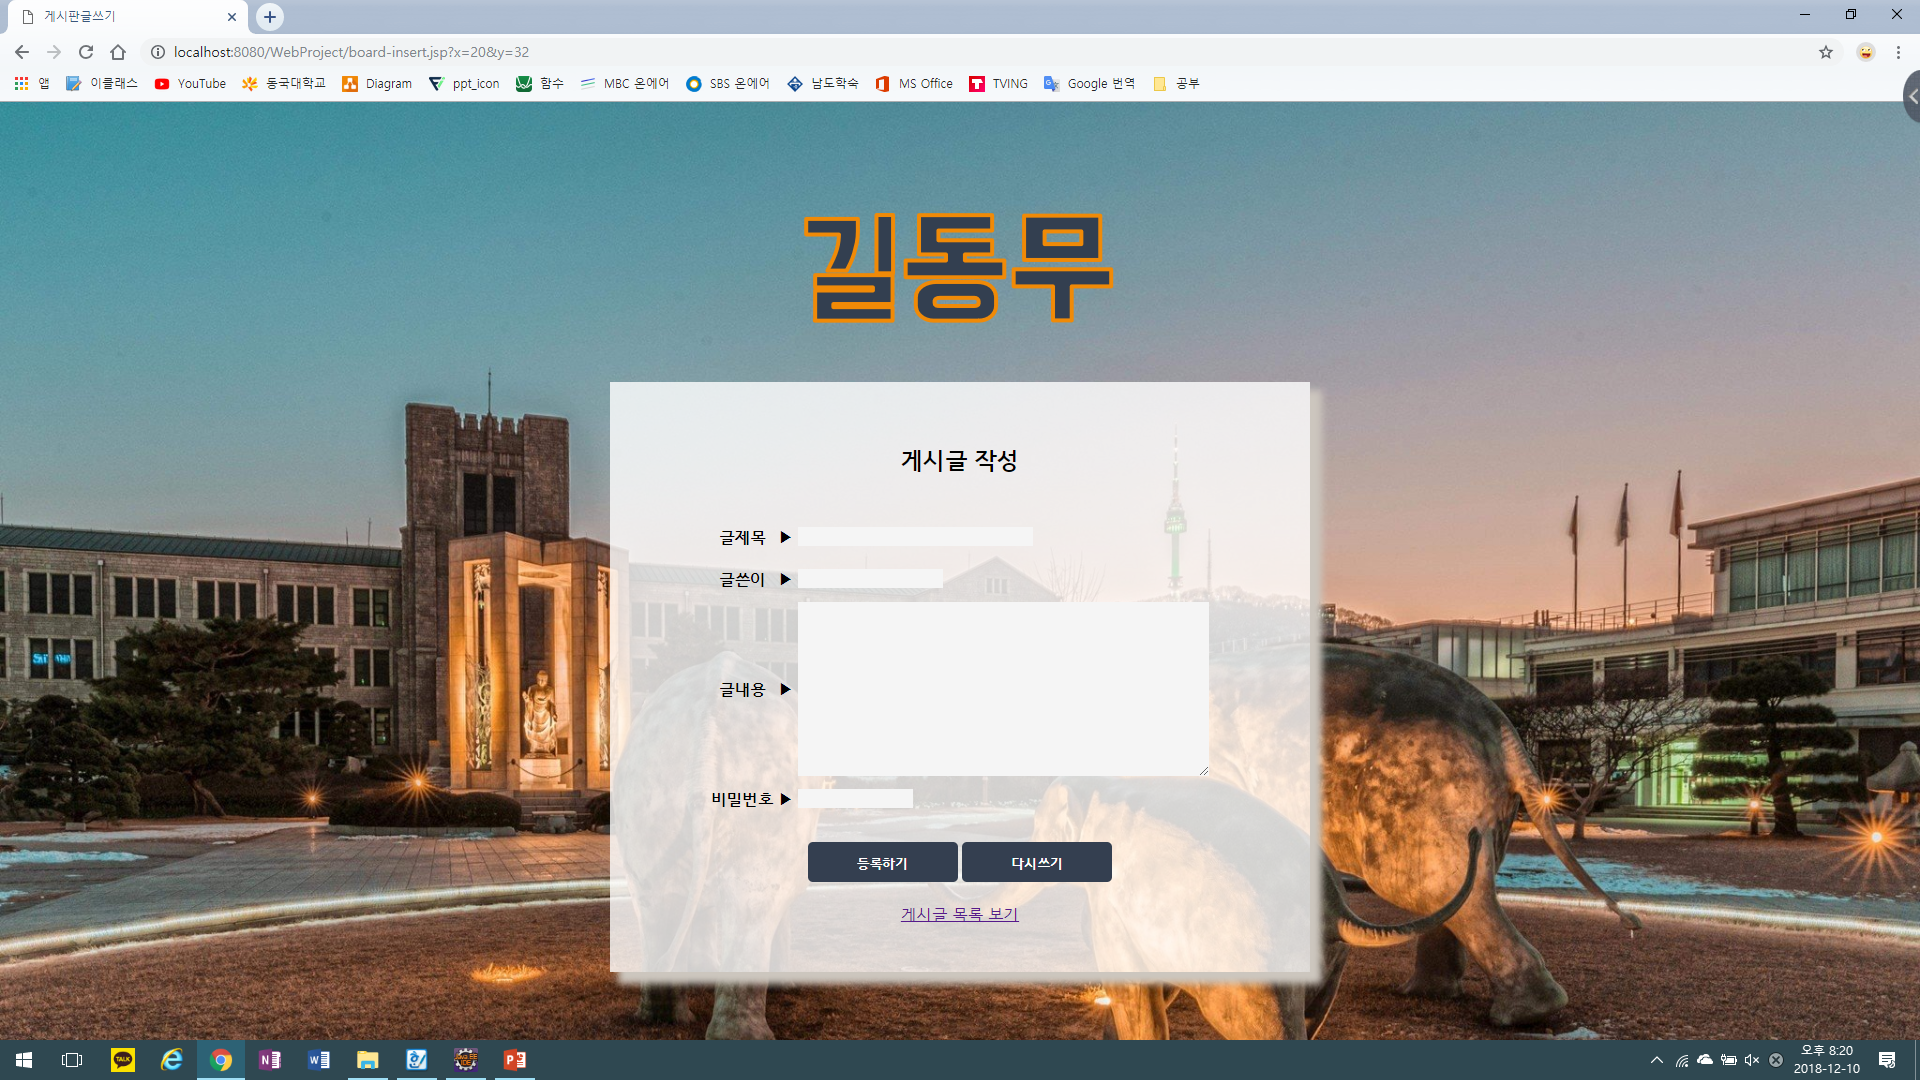 게시판글쓰기
localhost:8080/WebProject/board-insert.jsp?x=20&y=32
앱 이클래스 YouTube 동국대학교 Diagram ppt_icon 함수 MBC 온에어 SBS 온에어 남도학숙 MS Office TVING Google 번역 공부
길동무
게시글 작성
글제목 ▶
글쓴이 ▶
글내용 ▶
비밀번호 ▶
등록하기 다시쓰기
게시글 목록 보기
오후 8:20
2018-12-10